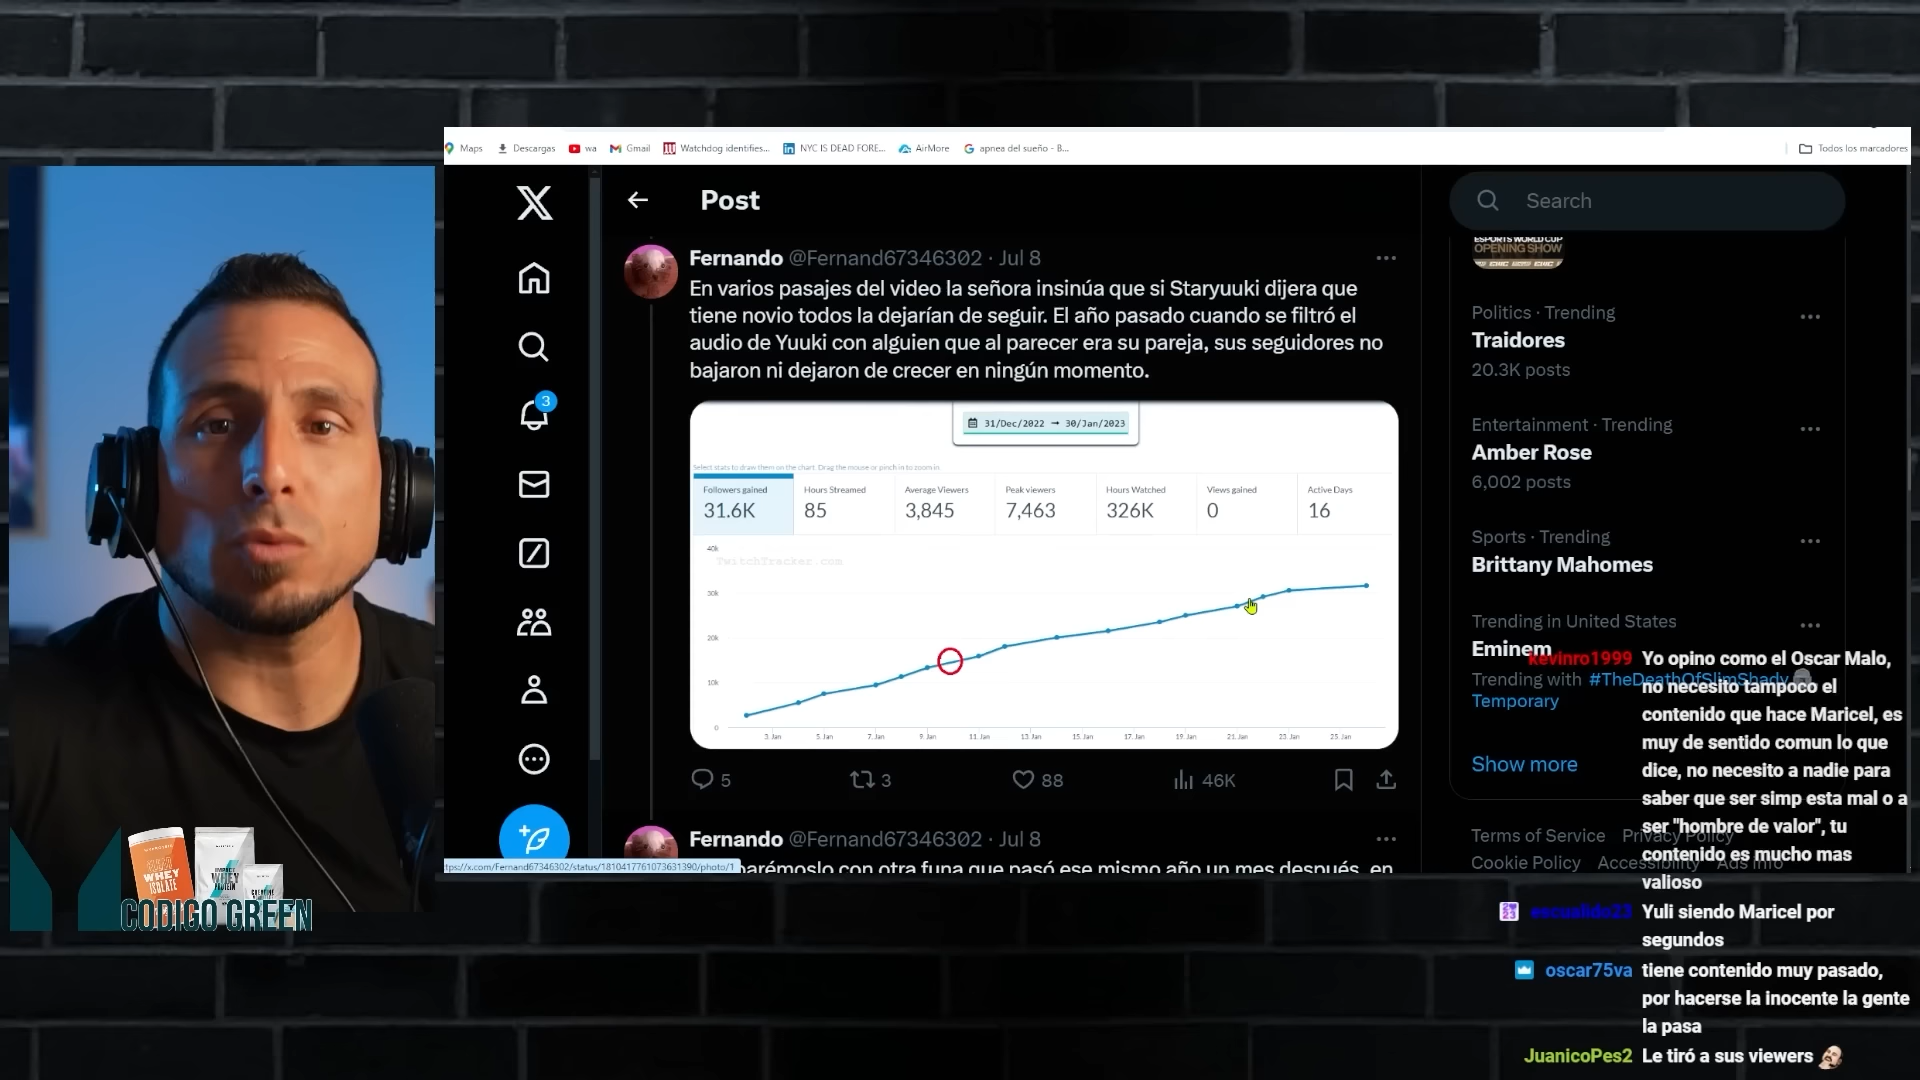 Maps
Descargas
wa
Gmail
Watchdog identifies...
NYC IS DEAD FORE...
AirMore
apnea del sueño - B...
Todos los marcadores
Post
Search
Fernando @Fernand67346302 · Jul 8
En varios pasajes del video la señora insinúa que si Staryuuki dijera que
tiene novio todos la dejarían de seguir. El año pasado cuando se filtró el
audio de Yuuki con alguien que al parecer era su pareja, sus seguidores no
bajaron ni dejaron de crecer en ningún momento.
31/Dec/2022 → 30/Jan/2023
Select stats to draw them on the chart. Drag the mouse or pinch in to zoom in
Followers gained
31.6K
Hours Streamed
85
Average Viewers
3,845
Peak viewers
7,463
Hours Watched
326K
Views gained
0
Active Days
16
TwitchTracker.com
40k
30k
20k
10k
0
3. Jan
5. Jan
7. Jan
9. Jan
11. Jan
13. Jan
15. Jan
17. Jan
19. Jan
21. Jan
23. Jan
25. Jan
5
3
88
46K
Fernando @Fernand67346302 · Jul 8
parémoslo con otra funa que pasó ese mismo año un mes después, en
tps://x.com/Fernand67346302/status/1810417761073631390/photo/1
3
ESPORTS WORLD CUP
OPENING SHOW
Politics · Trending
Traidores
20.3K posts
Entertainment · Trending
Amber Rose
6,002 posts
Sports · Trending
Brittany Mahomes
Trending in United States
Eminem
Trending with #TheDeathOfSlimShady
Temporary
Show more
Terms of Service Privacy Policy
Cookie Policy Accessibility Ads info
kevinro1999 Yo opino como el Oscar Malo,
no necesito tampoco el
contenido que hace Maricel, es
muy de sentido comun lo que
dice, no necesito a nadie para
saber que ser simp esta mal o a
ser "hombre de valor", tu
contenido es mucho mas
valioso
escualido23 Yuli siendo Maricel por
segundos
oscar75va tiene contenido muy pasado,
por hacerse la inocente la gente
la pasa
JuanicoPes2 Le tiró a sus viewers
WHEY
ISOLATE
WHEY
PROTEIN
CODIGO GREEN